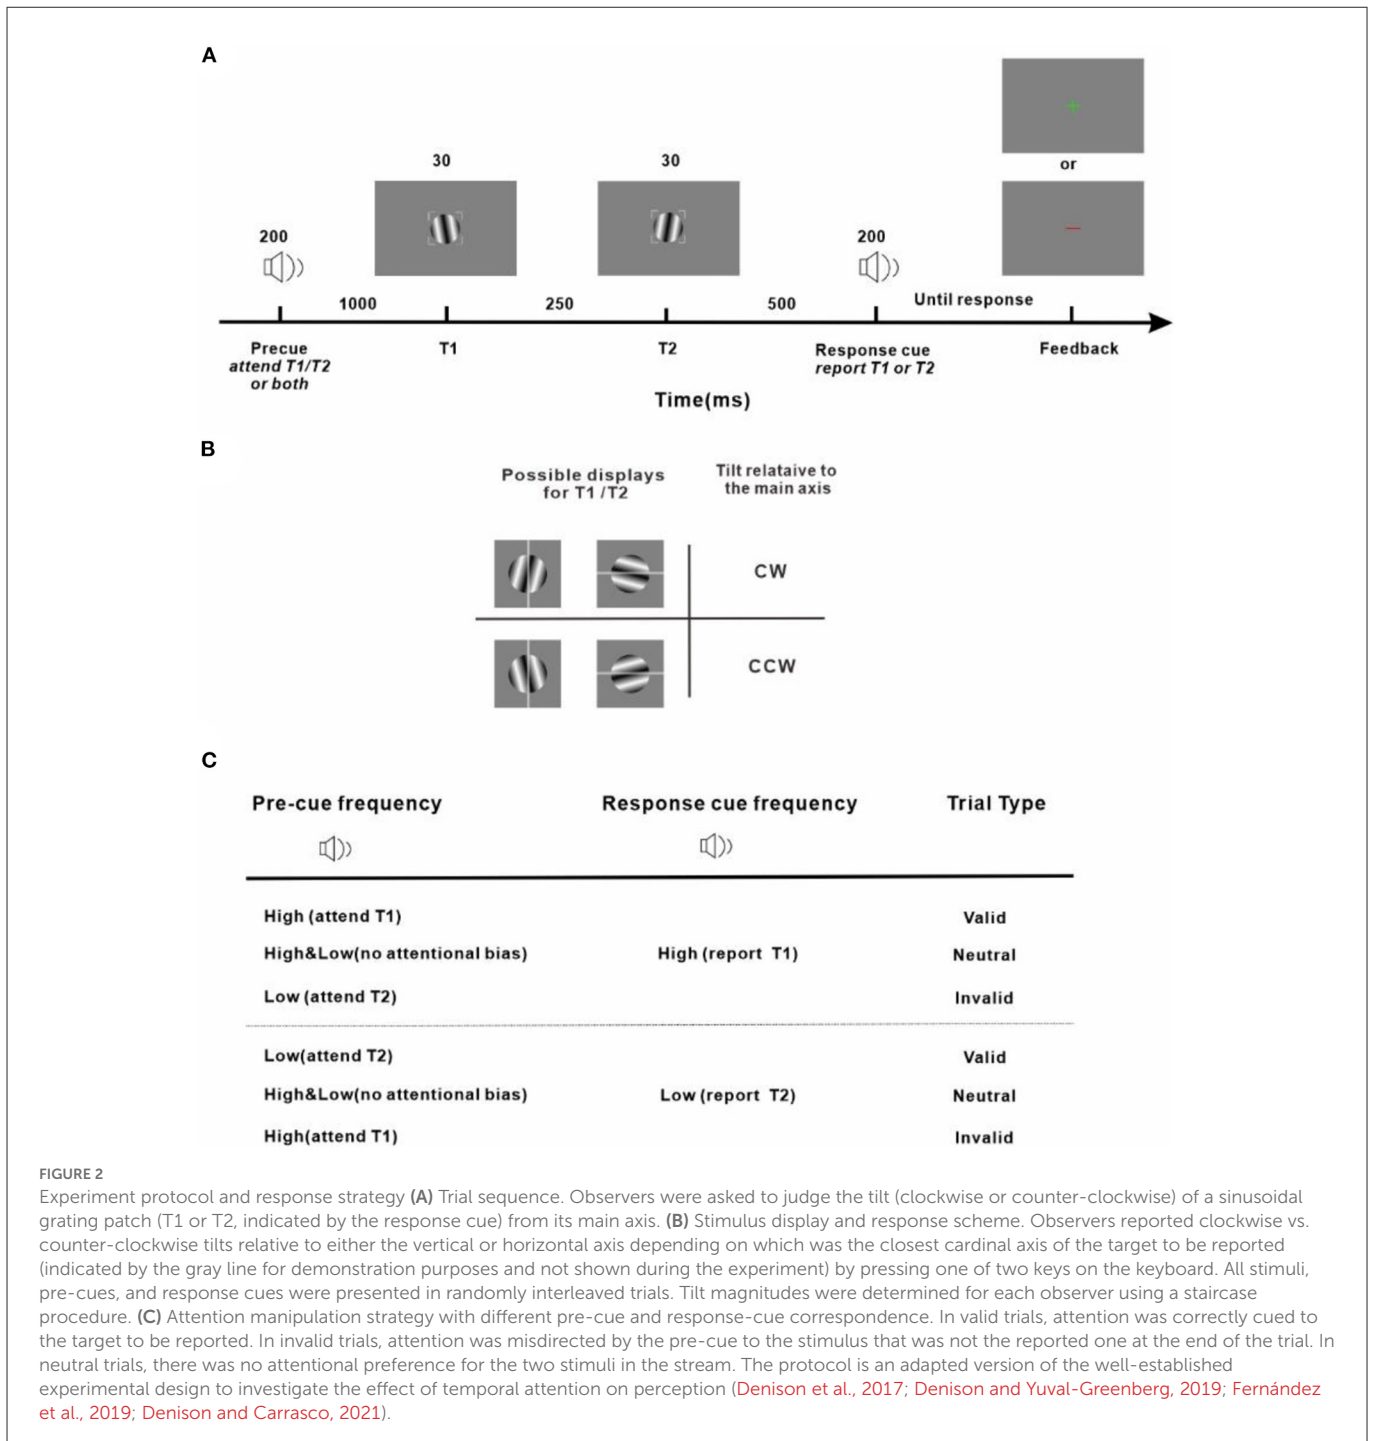 A
30
30
or
200
200
1000
250
500
Until response
Precue
attend T1/T2
or both
T1
T2
Response cue
report T1 or T2
Feedback
Time(ms)
B
Possible displays
for T1 /T2
Tilt relataive to
the main axis
CW
CCW
C
Pre-cue frequency Response cue frequency Trial Type
High (attend T1) Valid
High&Low(no attentional bias) High (report T1) Neutral
Low (attend T2) Invalid
Low(attend T2) Valid
High&Low(no attentional bias) Low (report T2) Neutral
High(attend T1) Invalid
FIGURE 2
Experiment protocol and response strategy (A) Trial sequence. Observers were asked to judge the tilt (clockwise or counter-clockwise) of a sinusoidal
grating patch (T1 or T2, indicated by the response cue) from its main axis. (B) Stimulus display and response scheme. Observers reported clockwise vs.
counter-clockwise tilts relative to either the vertical or horizontal axis depending on which was the closest cardinal axis of the target to be reported
(indicated by the gray line for demonstration purposes and not shown during the experiment) by pressing one of two keys on the keyboard. All stimuli,
pre-cues, and response cues were presented in randomly interleaved trials. Tilt magnitudes were determined for each observer using a staircase
procedure. (C) Attention manipulation strategy with different pre-cue and response-cue correspondence. In valid trials, attention was correctly cued to
the target to be reported. In invalid trials, attention was misdirected by the pre-cue to the stimulus that was not the reported one at the end of the trial. In
neutral trials, there was no attentional preference for the two stimuli in the stream. The protocol is an adapted version of the well-established
experimental design to investigate the effect of temporal attention on perception (Denison et al., 2017; Denison and Yuval-Greenberg, 2019; Fernández
et al., 2019; Denison and Carrasco, 2021).